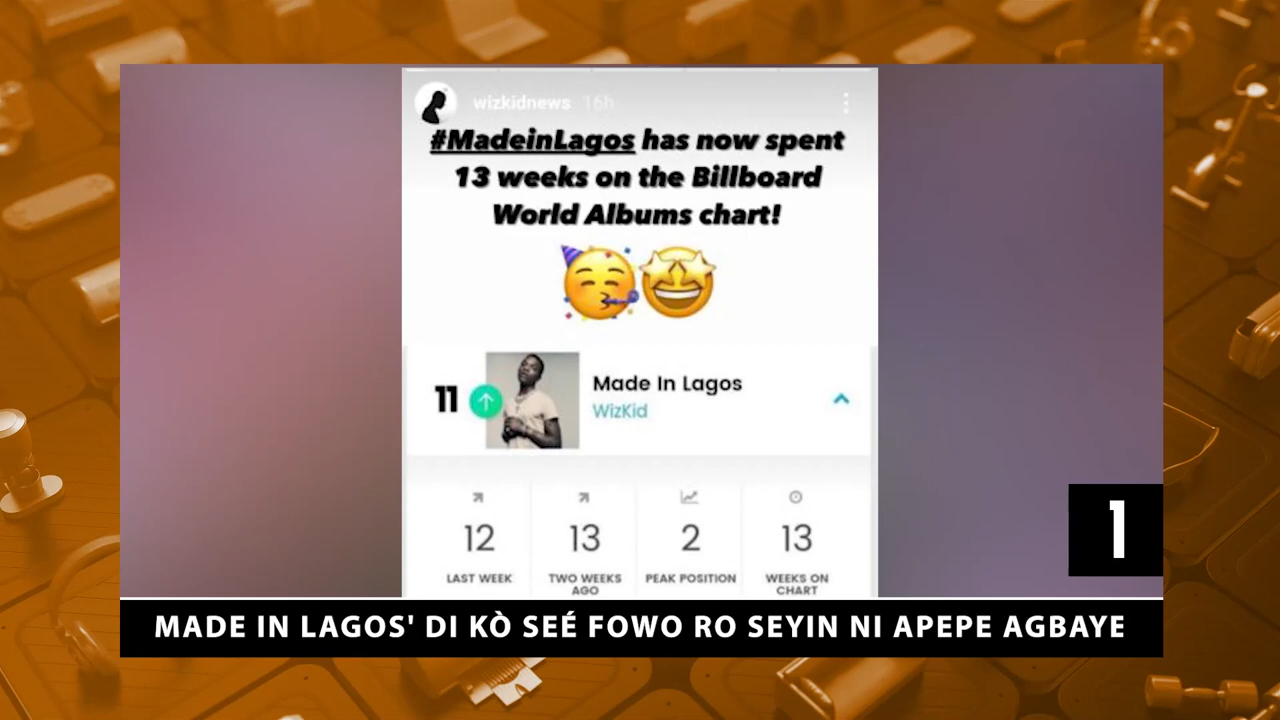 wizkidnews 16h
#MadeinLagos has now spent
13 weeks on the Billboard
World Albums chart!
11
Made In Lagos
WizKid
12 13 2 13
LAST WEEK TWO WEEKS AGO PEAK POSITION WEEKS ON CHART
1
MADE IN LAGOS' DI KÒ SEÉ FOWO RO SEYIN NI APEPE AGBAYE